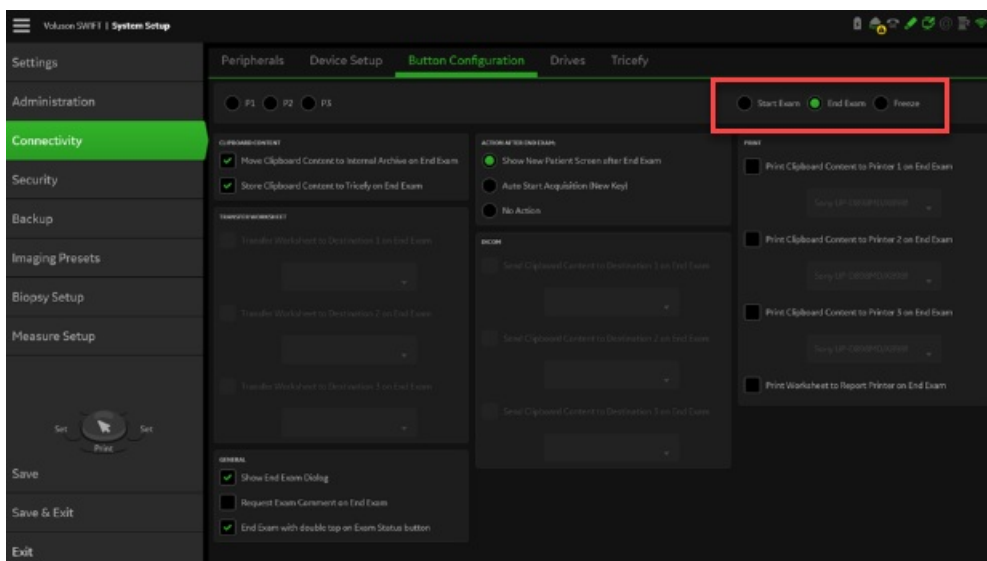 Voluson SWIFT | System Setup
Settings
Administration
Connectivity
Security
Backup
Imaging Presets
Biopsy Setup
Measure Setup
Set
Set
Print
Save
Save & Exit
Exit
Peripherals Device Setup Button Configuration Drives Tricefy
P1 P2 P3
Start Exam End Exam Freeze
CLIPBOARD CONTENT
Move Clipboard Content to Internal Archive on End Exam
Store Clipboard Content to Tricefy on End Exam
TRANSFER WORKSHEET
Transfer Worksheet to Destination 1 on End Exam
Transfer Worksheet to Destination 2 on End Exam
Transfer Worksheet to Destination 3 on End Exam
GENERAL
Show End Exam Dialog
Request Exam Comment on End Exam
End Exam with double tap on Exam Status button
ACTION AFTER END EXAM:
Show New Patient Screen after End Exam
Auto Start Acquisition (New Key)
No Action
DICOM
Send Clipboard Content to Destination 1 on End Exam
Send Clipboard Content to Destination 2 on End Exam
Send Clipboard Content to Destination 3 on End Exam
PRINT
Print Clipboard Content to Printer 1 on End Exam
Sony
Print Clipboard Content to Printer 2 on End Exam
Sony
Print Clipboard Content to Printer 3 on End Exam
Sony
Print Worksheet to Report Printer on End Exam